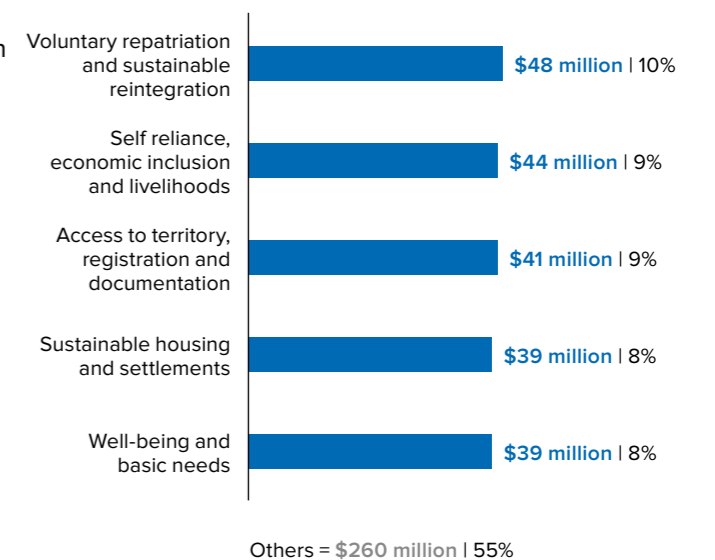 Voluntary repatriation
and sustainable
reintegration
$48 million | 10%
Self reliance,
economic inclusion
and livelihoods
$44 million | 9%
Access to territory,
registration and
documentation
$41 million | 9%
Sustainable housing
and settlements
$39 million | 8%
Well-being and
basic needs
$39 million | 8%
Others = $260 million | 55%